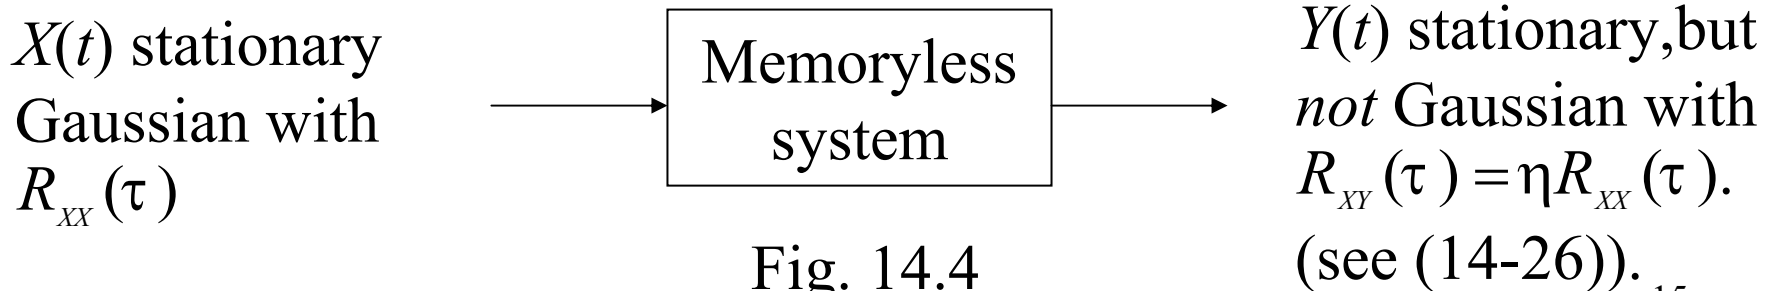 X(t) stationary
Gaussian with
R_XX(τ)
Memoryless
system
Fig. 14.4
Y(t) stationary,but
not Gaussian with
R_XY(τ) = ηR_XX(τ).
(see (14-26)).